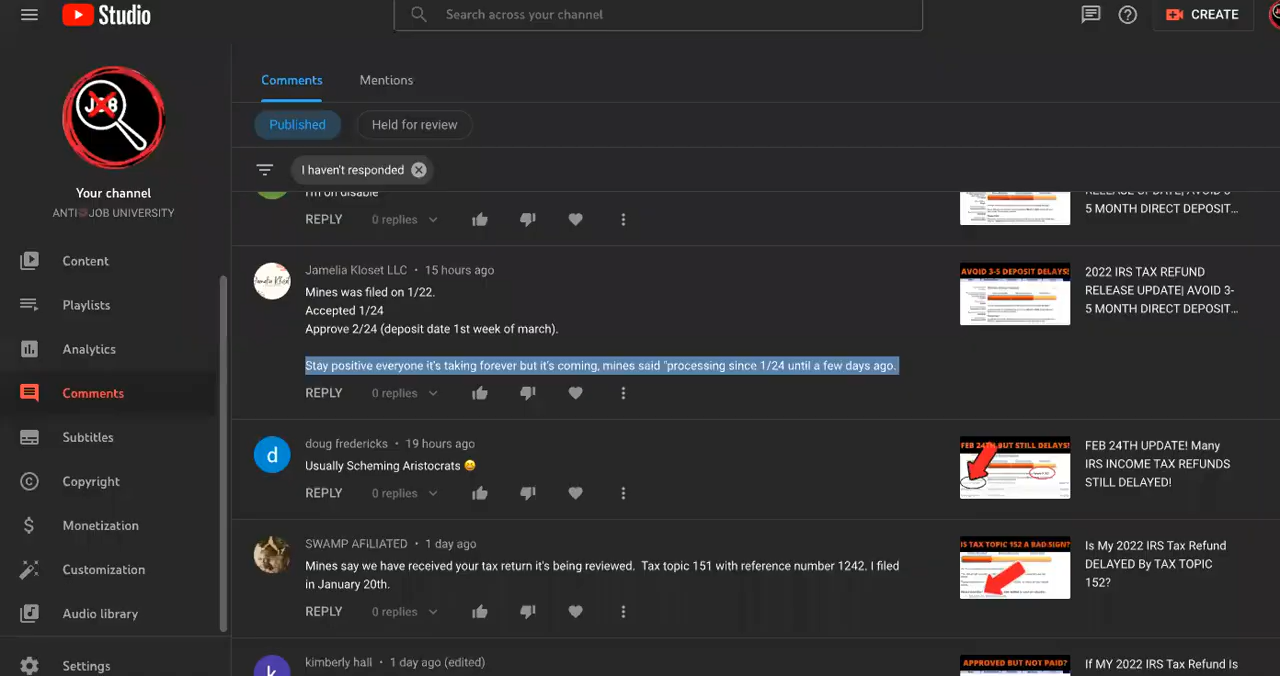 Studio
Search across your channel
CREATE
JOB
Your channel
ANTI JOB UNIVERSITY
Content
Playlists
Analytics
Comments
Subtitles
Copyright
Monetization
Customization
Audio library
Settings
Comments
Mentions
Published
Held for review
I haven't responded
I'm on disable
REPLY
0 replies
RELEASE UPDATE| AVOID 3-
5 MONTH DIRECT DEPOSIT...
Jamelia Kloset LLC • 15 hours ago
Mines was filed on 1/22.
Accepted 1/24
Approve 2/24 (deposit date 1st week of march).
Stay positive everyone it's taking forever but it's coming, mines said "processing since 1/24 until a few days ago.
REPLY
0 replies
AVOID 3-5 DEPOSIT DELAYS!
2022 IRS TAX REFUND
RELEASE UPDATE| AVOID 3-
5 MONTH DIRECT DEPOSIT...
d
doug fredericks • 19 hours ago
Usually Scheming Aristocrats 😀
REPLY
0 replies
FEB 24TH BUT STILL DELAYS!
FEB 24TH UPDATE! Many
IRS INCOME TAX REFUNDS
STILL DELAYED!
SWAMP AFILIATED • 1 day ago
Mines say we have received your tax return it's being reviewed. Tax topic 151 with reference number 1242. I filed
in January 20th.
REPLY
0 replies
IS TAX TOPIC 152 A BAD SIGN?
Is My 2022 IRS Tax Refund
DELAYED By TAX TOPIC
152?
k
kimberly hall • 1 day ago (edited)
APPROVED BUT NOT PAID?
If MY 2022 IRS Tax Refund Is